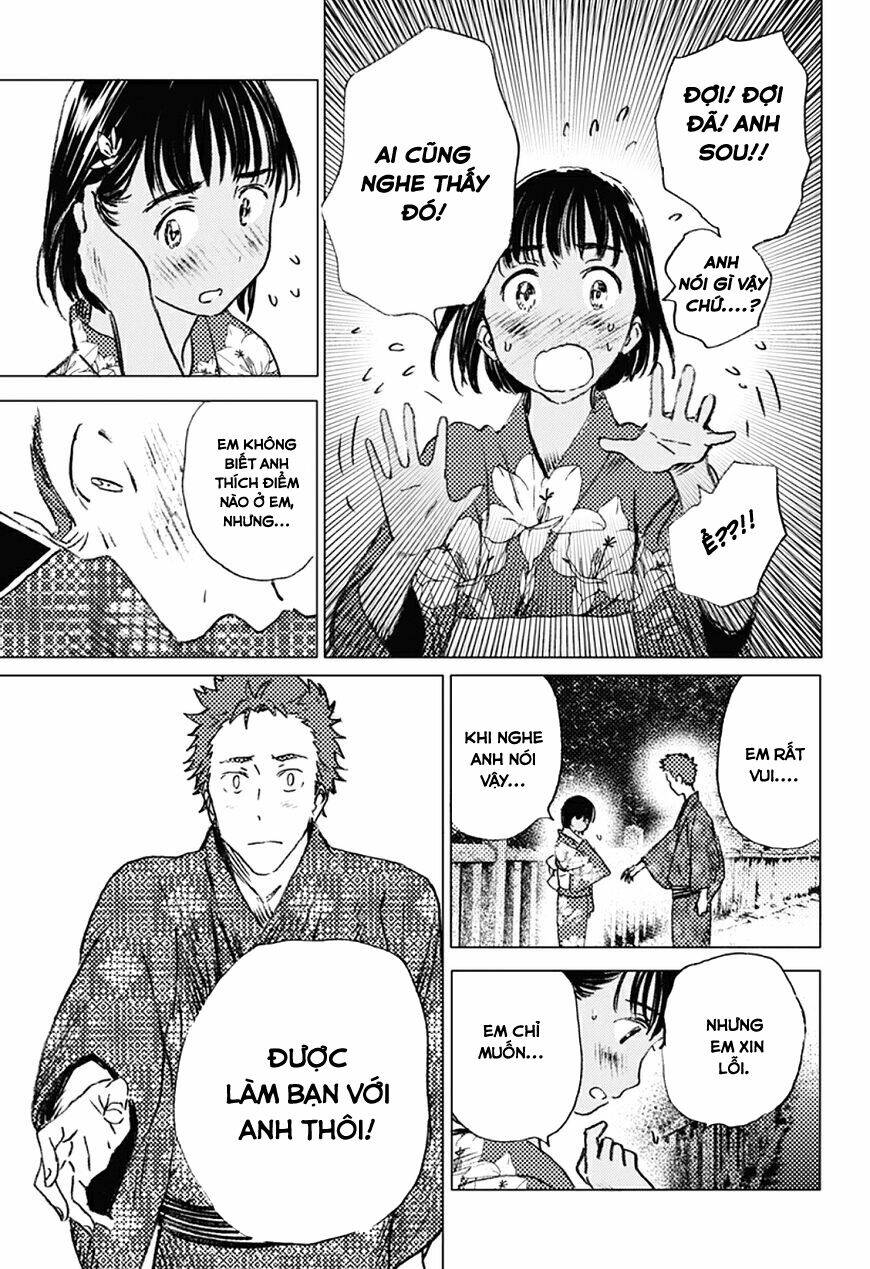 ĐỢI! ĐỢI
ĐÃ! ANH
SOU!!
ANH
NÓI GÌ VẬY
CHỨ....?
AI CŨNG
NGHE THẤY
ĐÓ!
Ể??!!
EM KHÔNG
BIẾT ANH
THÍCH ĐIỂM
NÀO Ở EM,
NHƯNG...
EM RẤT
VUI....
KHI NGHE
ANH NÓI
VẬY...
NHƯNG
EM XIN
LỖI.
EM CHỈ
MUỐN...
ĐƯỢC
LÀM BẠN VỚI
ANH THÔI!